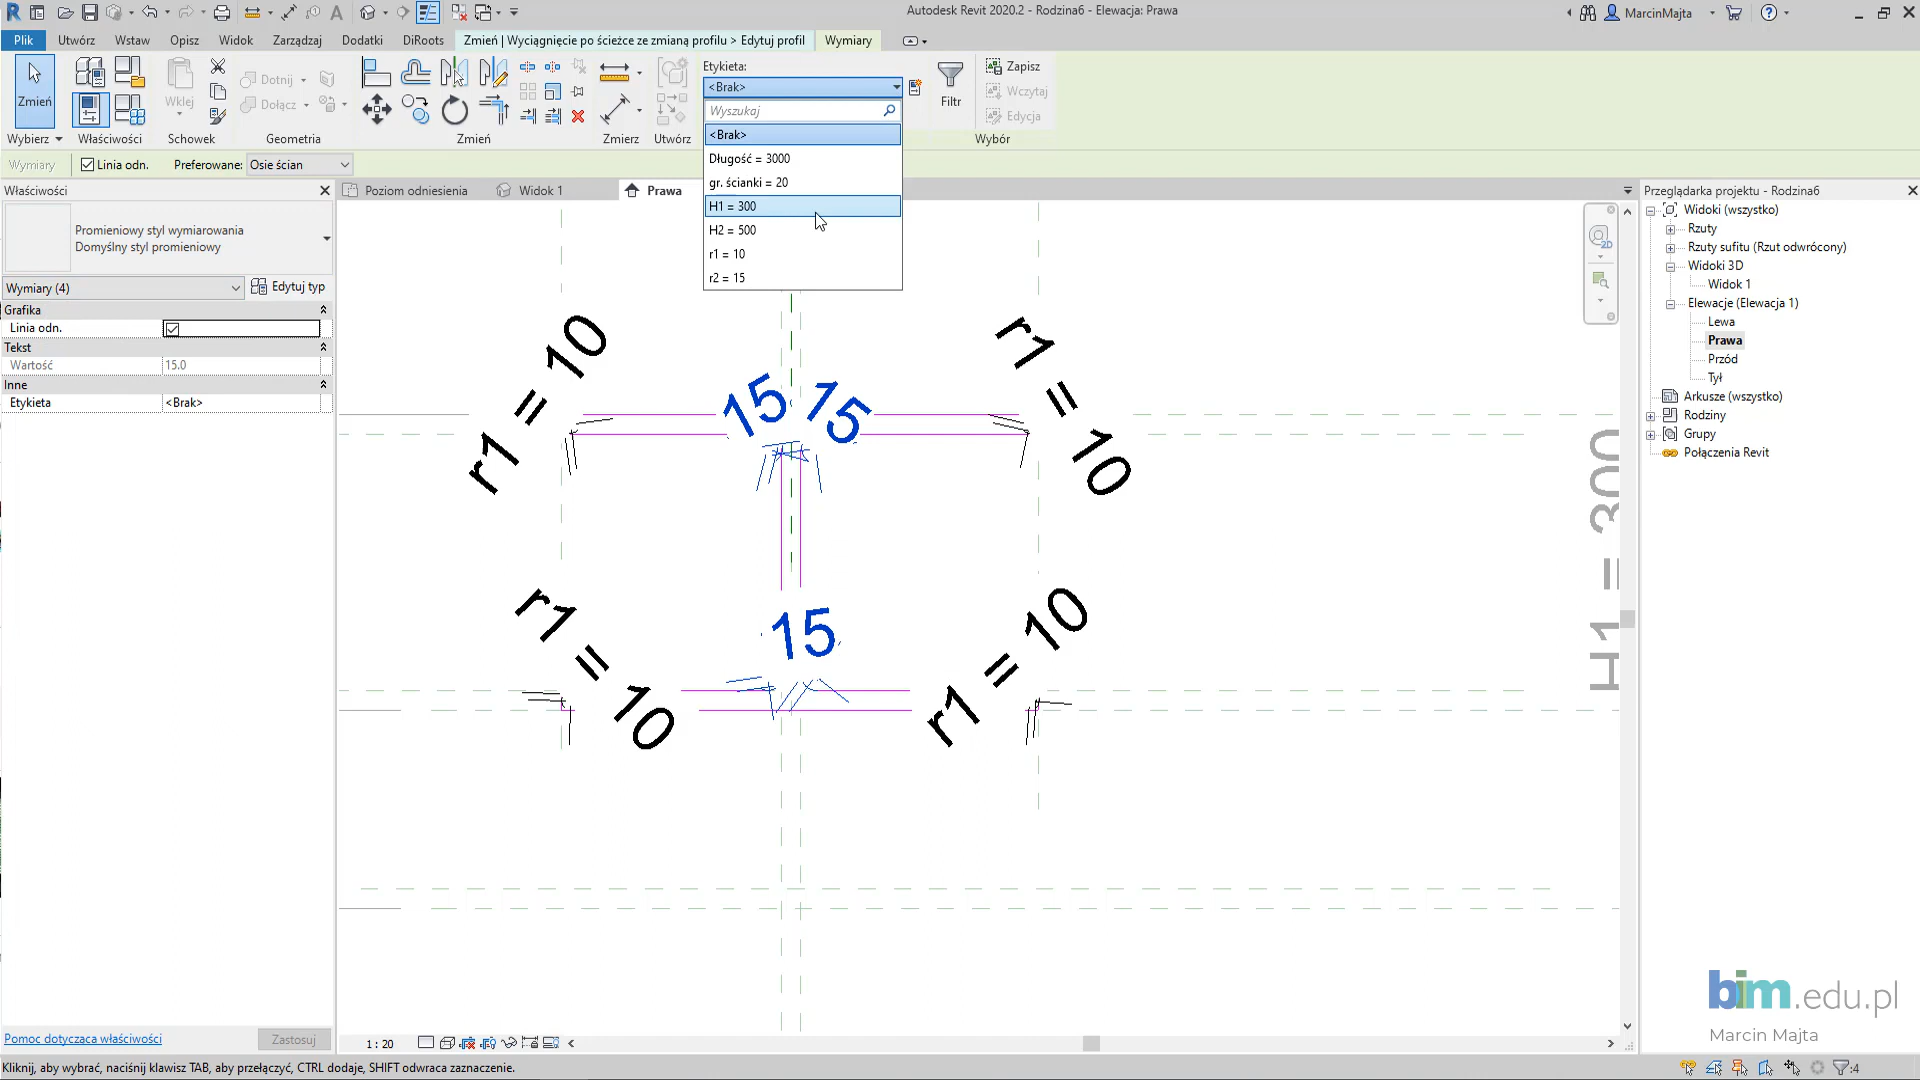 Autodesk Revit 2020.2 - Rodzina6 - Elewacja: Prawa
MarcinMajta
Plik
Utwórz
Wstaw
Opisz
Widok
Zarządzaj
Dodatki
DiRoots
Zmień | Wyciągnięcie po ścieżce ze zmianą profilu > Edytuj profil
Wymiary
Zmień
Wklej
Dotnij
Dołącz
Etykieta:
<Brak>
Wyszukaj
<Brak>
Długość = 3000
gr. ścianki = 20
H1 = 300
H2 = 500
r1 = 10
r2 = 15
Filtr
Zapisz
Wczytaj
Edycja
Wybierz
Właściwości
Schowek
Geometria
Zmień
Zmierz
Utwórz
Wybór
Wymiary
Linia odn.
Preferowane:
Osie ścian
Właściwości
Promieniowy styl wymiarowania
Domyślny styl promieniowy
Wymiary (4)
Edytuj typ
Grafika
Linia odn.
Tekst
Wartość 15.0
Inne
Etykieta <Brak>
Pomoc dotycząca właściwości
Zastosuj
Poziom odniesienia
Widok 1
Prawa
r1 = 10
15
15
r1 = 10
r1 = 10
15
r1 = 10
H1 = 300
2D
1 : 20
Przeglądarka projektu - Rodzina6
Widoki (wszystko)
Rzuty
Rzuty sufitu (Rzut odwrócony)
Widoki 3D
Widok 1
Elewacje (Elewacja 1)
Lewa
Prawa
Przód
Tył
Arkusze (wszystko)
Rodziny
Grupy
Połączenia Revit
bim.edu.pl
Marcin Majta
Kliknij, aby wybrać, naciśnij klawisz TAB, aby przełączyć, CTRL dodaje, SHIFT odwraca zaznaczenie.
:4